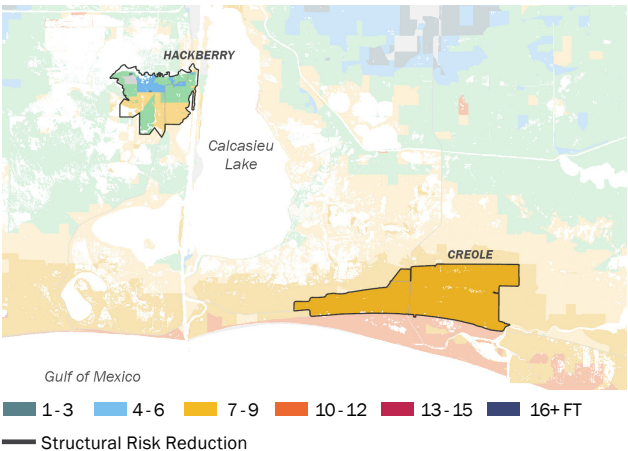 HACKBERRY
Calcasieu
Lake
CREOLE
Gulf of Mexico
1 - 3 4 - 6 7 - 9 10 - 12 13 - 15 16+ FT
Structural Risk Reduction